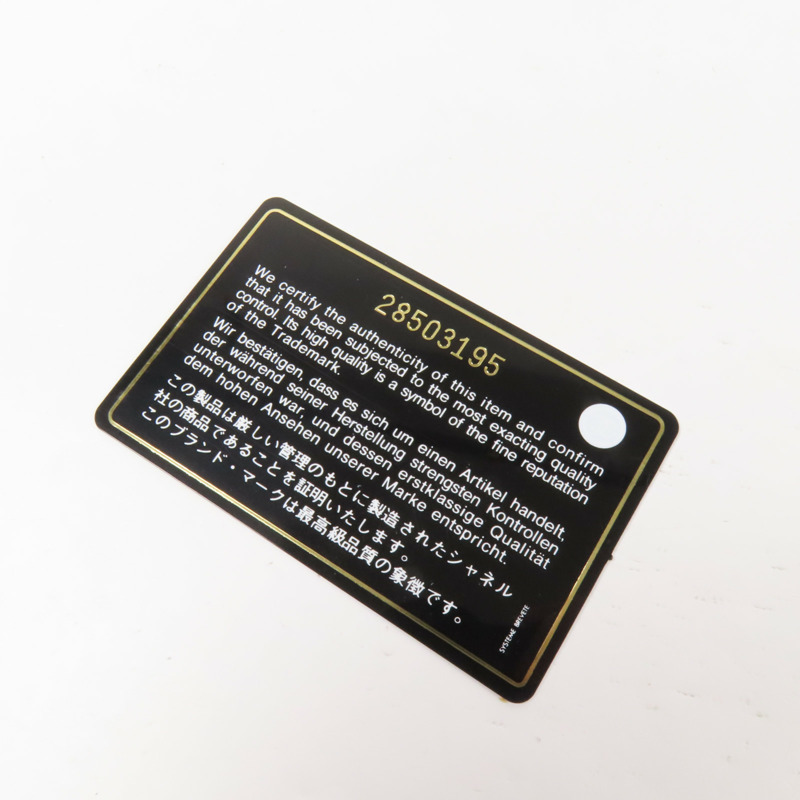 28503195
We certify the authenticity of this item and confirm
that it has been subjected to the most exacting quality
control. Its high quality is a symbol of the fine reputation
of the Trademark.
Wir bestätigen, dass es sich um einen Artikel handelt,
der während seiner Herstellung strengsten Kontrollen
unterworfen war, und dessen erstklassige Qualität
dem hohen Ansehen unserer Marke entspricht.
この製品は厳しい管理のもとに製造されたシャネル
社の商品であることを証明いたします。
このブランド・マークは最高級品質の象徴です。
SYSTEME BREVETE